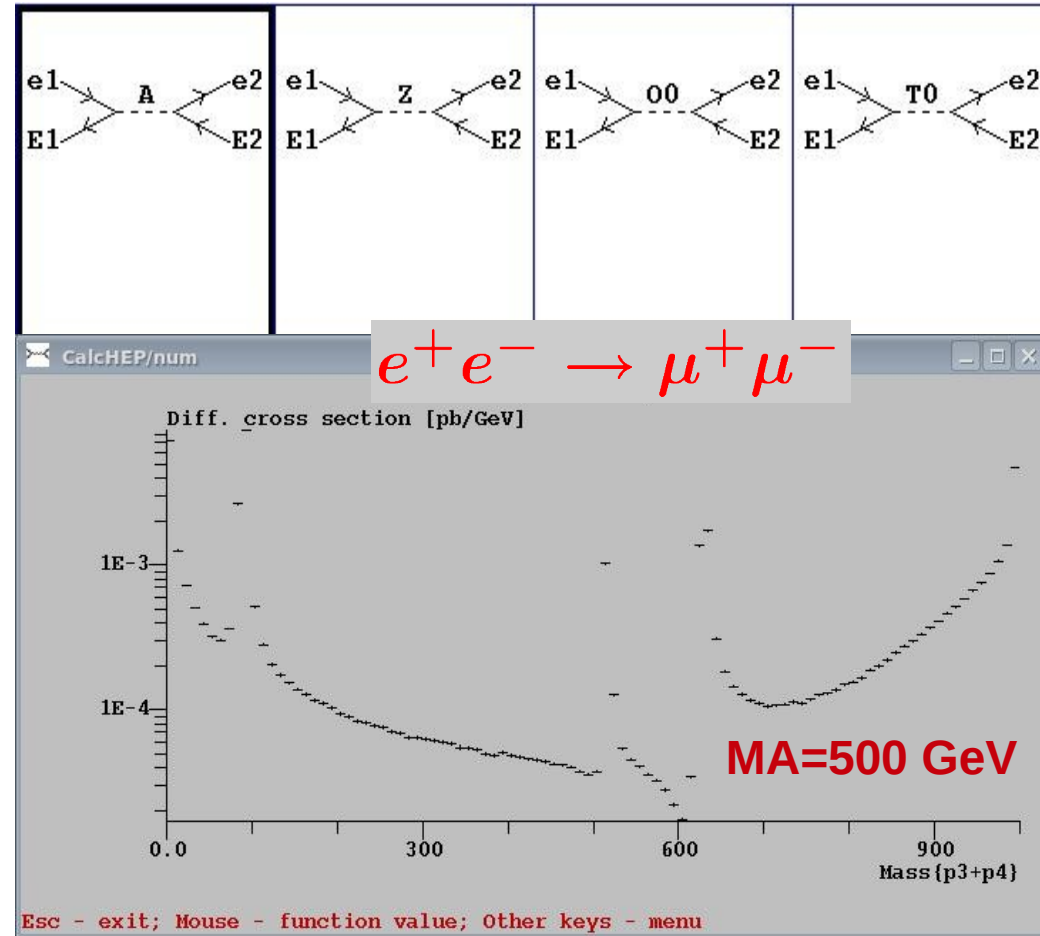 e1 A e2 e1 Z e2 e1 O0 e2 e1 T0 e2
E1 E2 E1 E2 E1 E2 E1 E2
CalcHEP/num
e⁺e⁻ → μ⁺μ⁻
Diff. cross section [pb/GeV]
1E-3
1E-4
MA=500 GeV
0.0 300 600 900
Mass{p3+p4}
Esc - exit; Mouse - function value; Other keys - menu